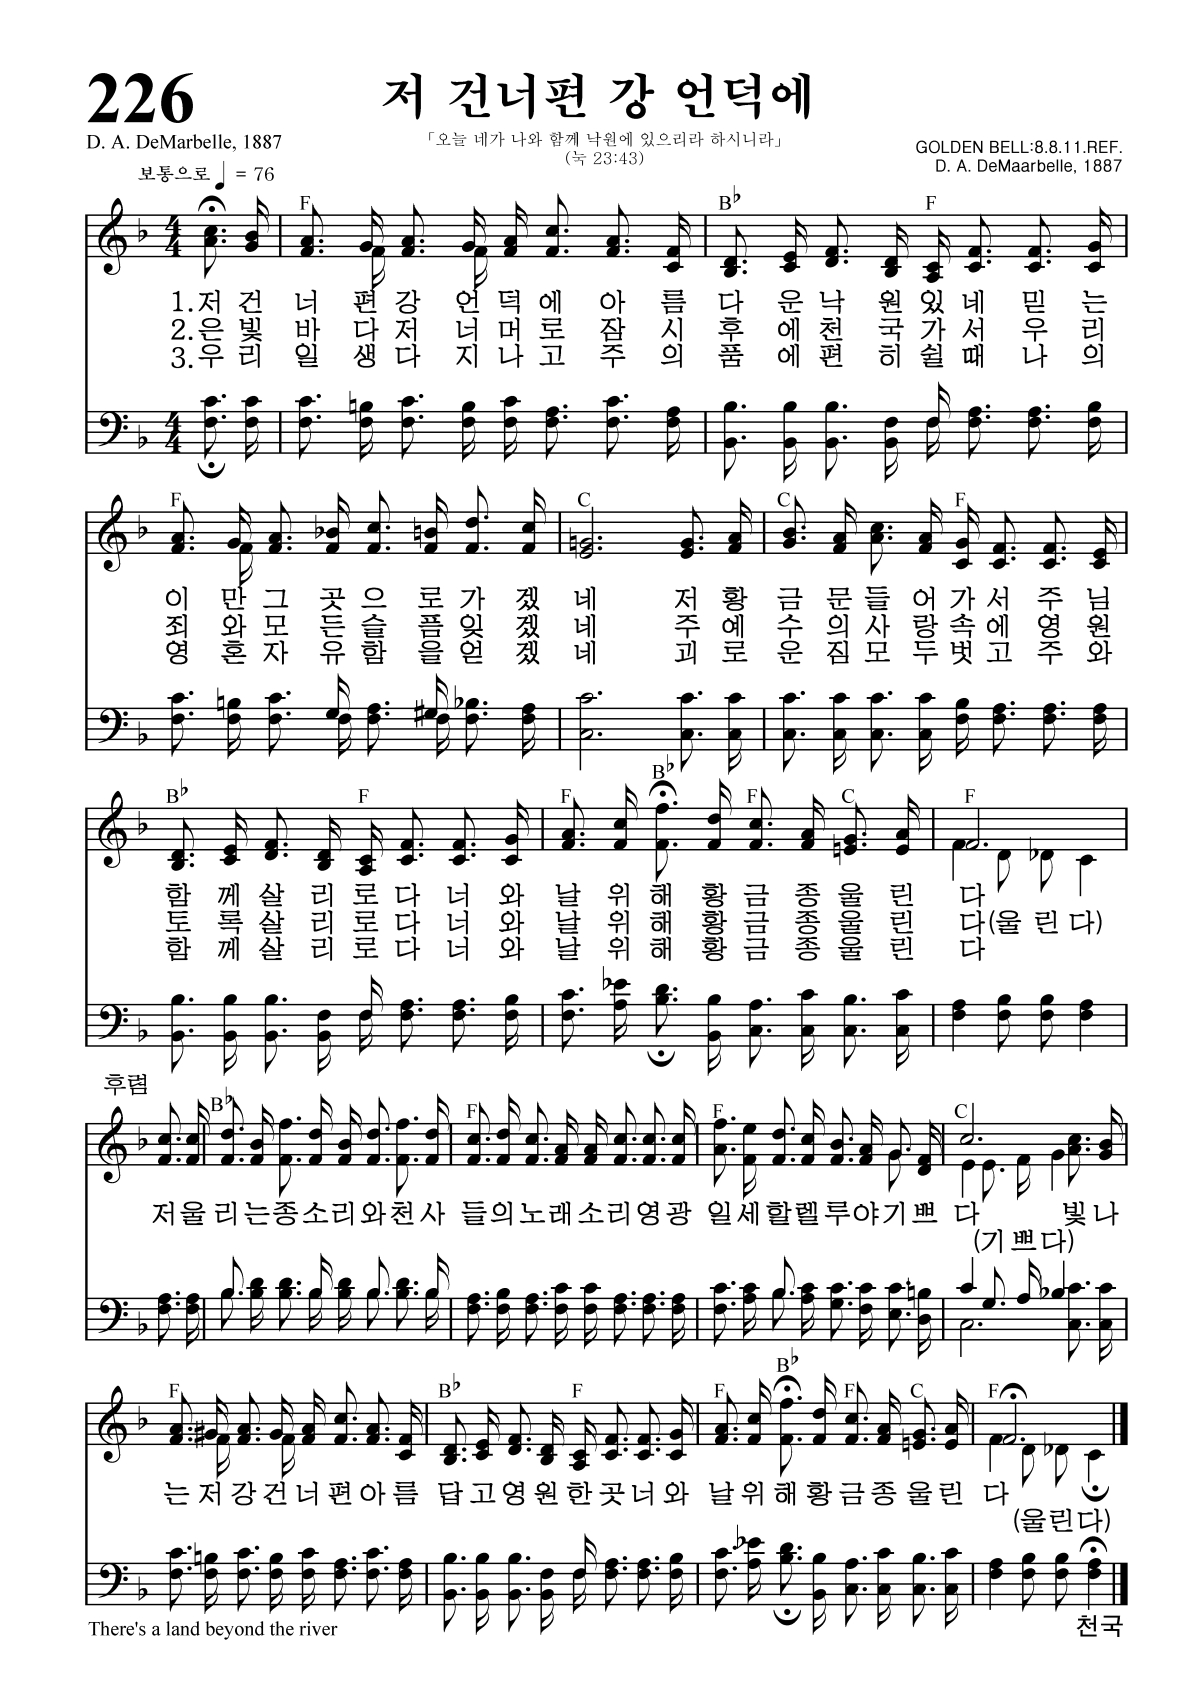 226
저 건너편 강 언덕에
D. A. DeMarbelle, 1887
「오늘 네가 나와 함께 낙원에 있으리라 하시니라」
(눅 23:43)
GOLDEN BELL:8.8.11.REF.
D. A. DeMaarbelle, 1887
보통으로 ♩ = 76
F B♭ F
1.저 건 너 편 강 언 덕 에 아 름 다 운 낙 원 있 네 믿 는
2.은 빛 바 다 저 너 머 로 잠 시 후 에 천 국 가 서 우 리
3.우 리 일 생 다 지 나 고 주 의 품 에 편 히 쉴 때 나 의
F C C F
이 만 그 곳 으 로 가 겠 네 저 황 금 문 들 어 가 서 주 님
죄 와 모 든 슬 픔 잊 겠 네 주 예 수 의 사 랑 속 에 영 원
영 혼 자 유 함 을 얻 겠 네 괴 로 운 짐 모 두 벗 고 주 와
B♭ F F B♭ F C F
함 께 살 리 로 다 너 와 날 위 해 황 금 종 울 린 다
토 록 살 리 로 다 너 와 날 위 해 황 금 종 울 린 다(울 린 다)
함 께 살 리 로 다 너 와 날 위 해 황 금 종 울 린 다
후렴
B♭ F F C
저울 리는종소리와천사 들의노래소리영광 일세할렐루야기쁘 다 빛나
(기쁘다)
F B♭ F F B♭ F C F
는 저 강 건 너 편 아 름 답 고 영 원 한 곳 너 와 날 위 해 황 금 종 울 린 다
(울린다)
There's a land beyond the river
천국